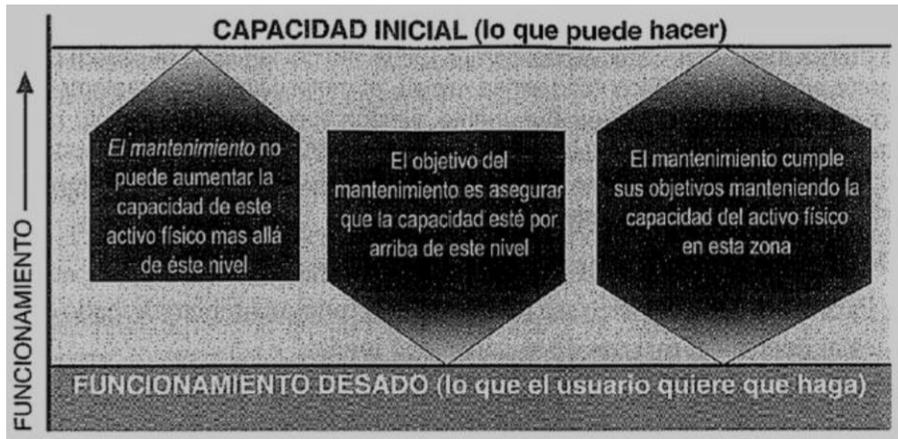 CAPACIDAD INICIAL (lo que puede hacer)
El mantenimiento no
puede aumentar la
capacidad de este
activo físico mas allá
de éste nivel
El objetivo del
mantenimiento es asegurar
que la capacidad esté por
arriba de este nivel
El mantenimiento cumple
sus objetivos manteniendo la
capacidad del activo físico
en esta zona
FUNCIONAMIENTO
FUNCIONAMIENTO DESADO (lo que el usuario quiere que haga)